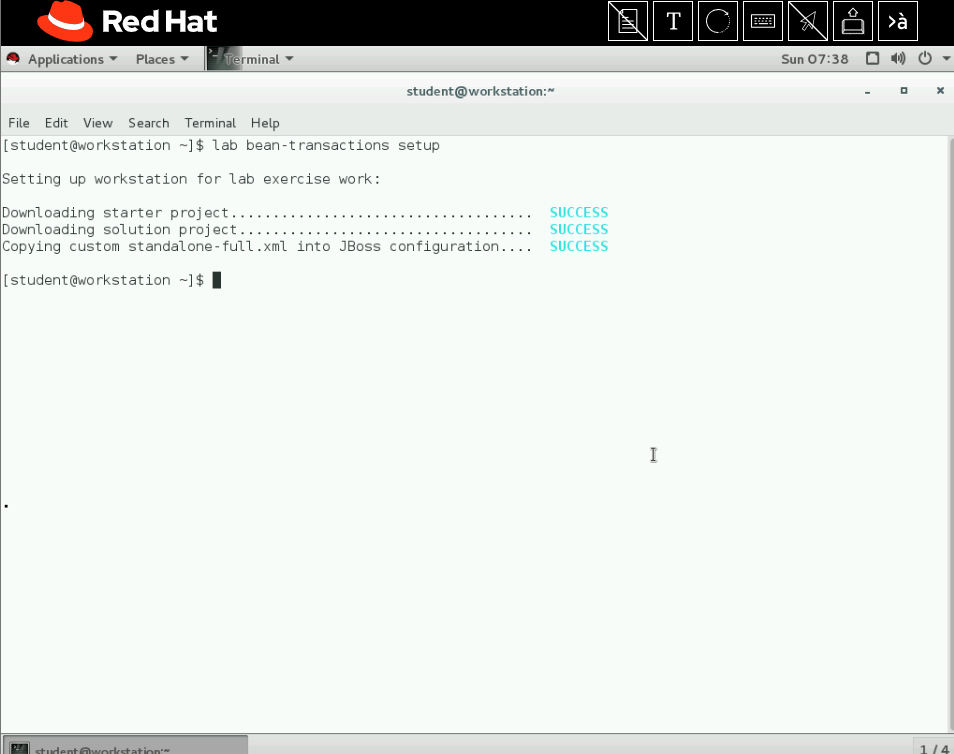 Red Hat
T
>à
Applications Places Terminal Sun 07:38
student@workstation:~
File Edit View Search Terminal Help
[student@workstation ~]$ lab bean-transactions setup
Setting up workstation for lab exercise work:
Downloading starter project.................................... SUCCESS
Downloading solution project................................... SUCCESS
Copying custom standalone-full.xml into JBoss configuration.... SUCCESS
[student@workstation ~]$
student@workstation:~
1 / 4